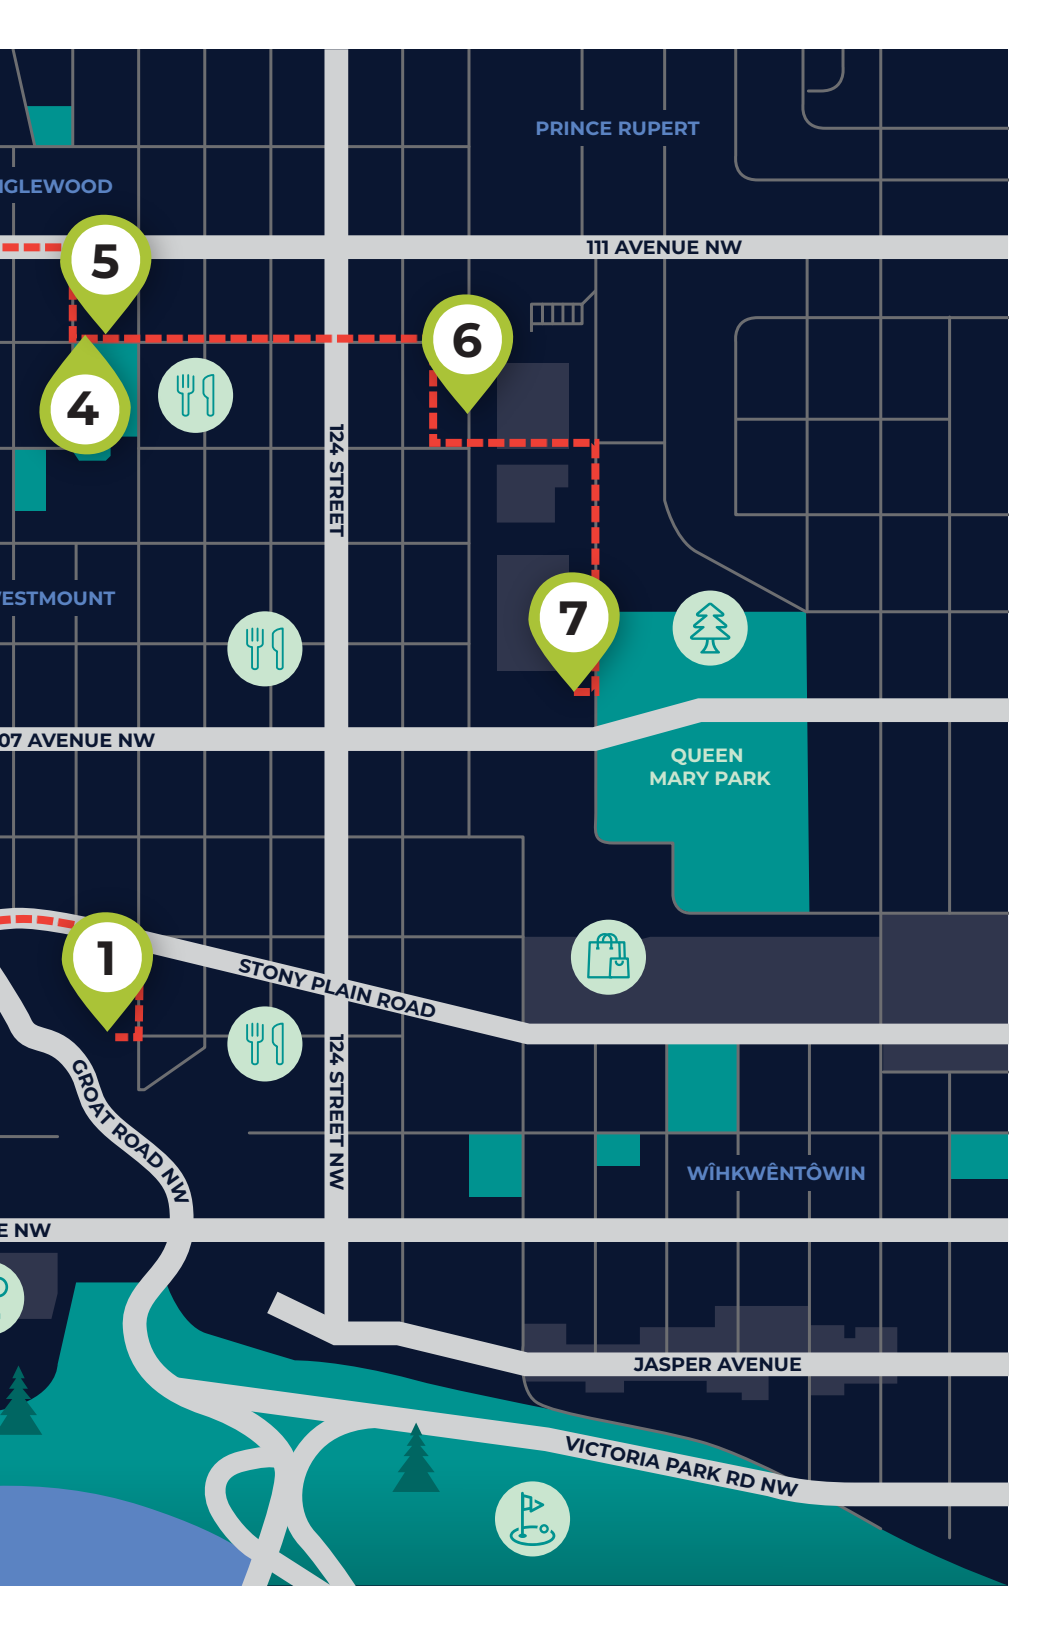 PRINCE RUPERT
IGLEWOOD
111 AVENUE NW
5
6
4
124 STREET
ESTMOUNT
7
07 AVENUE NW
QUEEN
MARY PARK
1
STONY PLAIN ROAD
124 STREET NW
GROAT ROAD NW
WÎHKWÊNTÔWIN
E NW
JASPER AVENUE
VICTORIA PARK RD NW